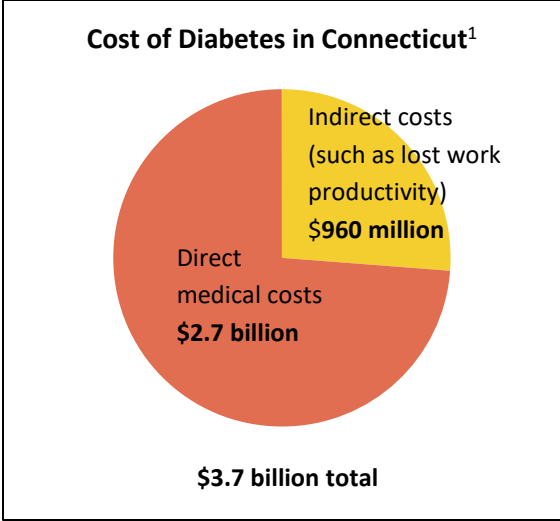 Cost of Diabetes in Connecticut¹
Indirect costs
(such as lost work
productivity)
$960 million
Direct
medical costs
$2.7 billion
$3.7 billion total